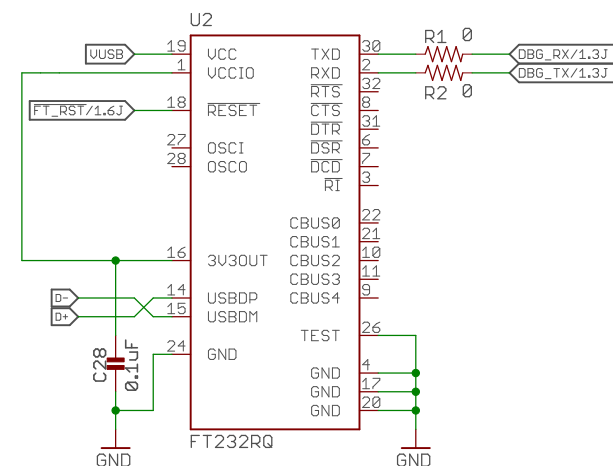 U2
VUSB 19 VCC TXD 30 R1 0 DBG_RX/1.3J
1 VCCIO RXD 2 DBG_TX/1.3J
R2 0
RTS 32
FT_RST/1.6J 18 RESET CTS 8
DTR 31
27 OSCI DSR 6
28 OSCO DCD 7
RI 3
CBUS0 22
CBUS1 21
16 3V3OUT CBUS2 10
CBUS3 11
D- 14 USBDP CBUS4 9
D+ 15 USBDM
TEST 26
24 GND
C28 0.1uF
GND 4
GND 17
GND 20
FT232RQ
GND GND